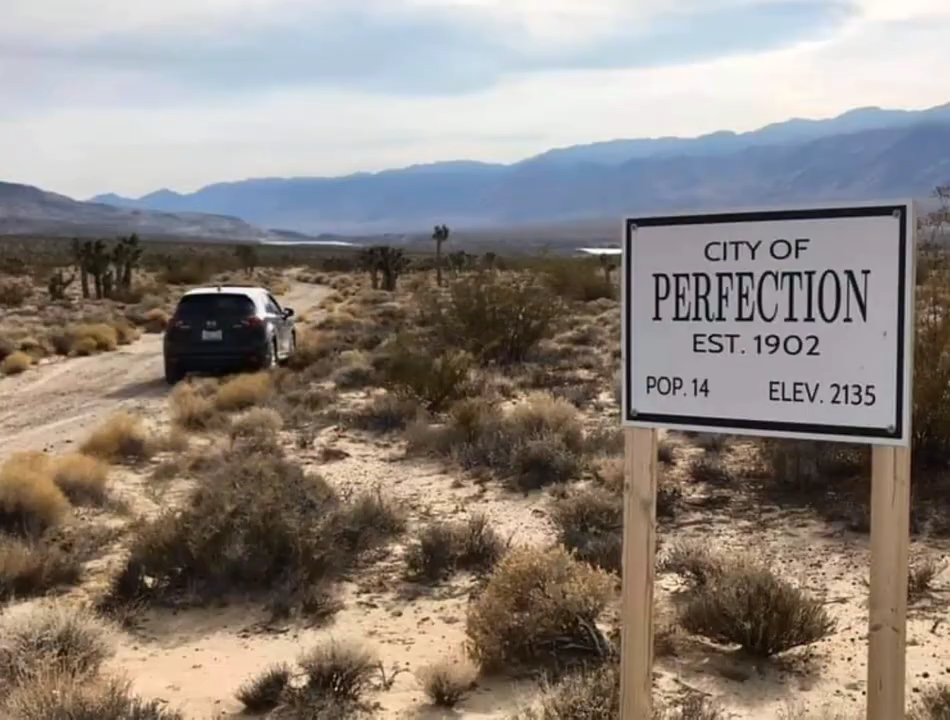 CITY OF
PERFECTION
EST. 1902
POP. 14 ELEV. 2135